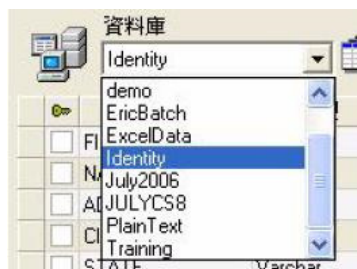 資料庫
Identity
demo
EricBatch
ExcelData
Identity
July2006
JULYCS8
PlainText
Training
STATE Varchar